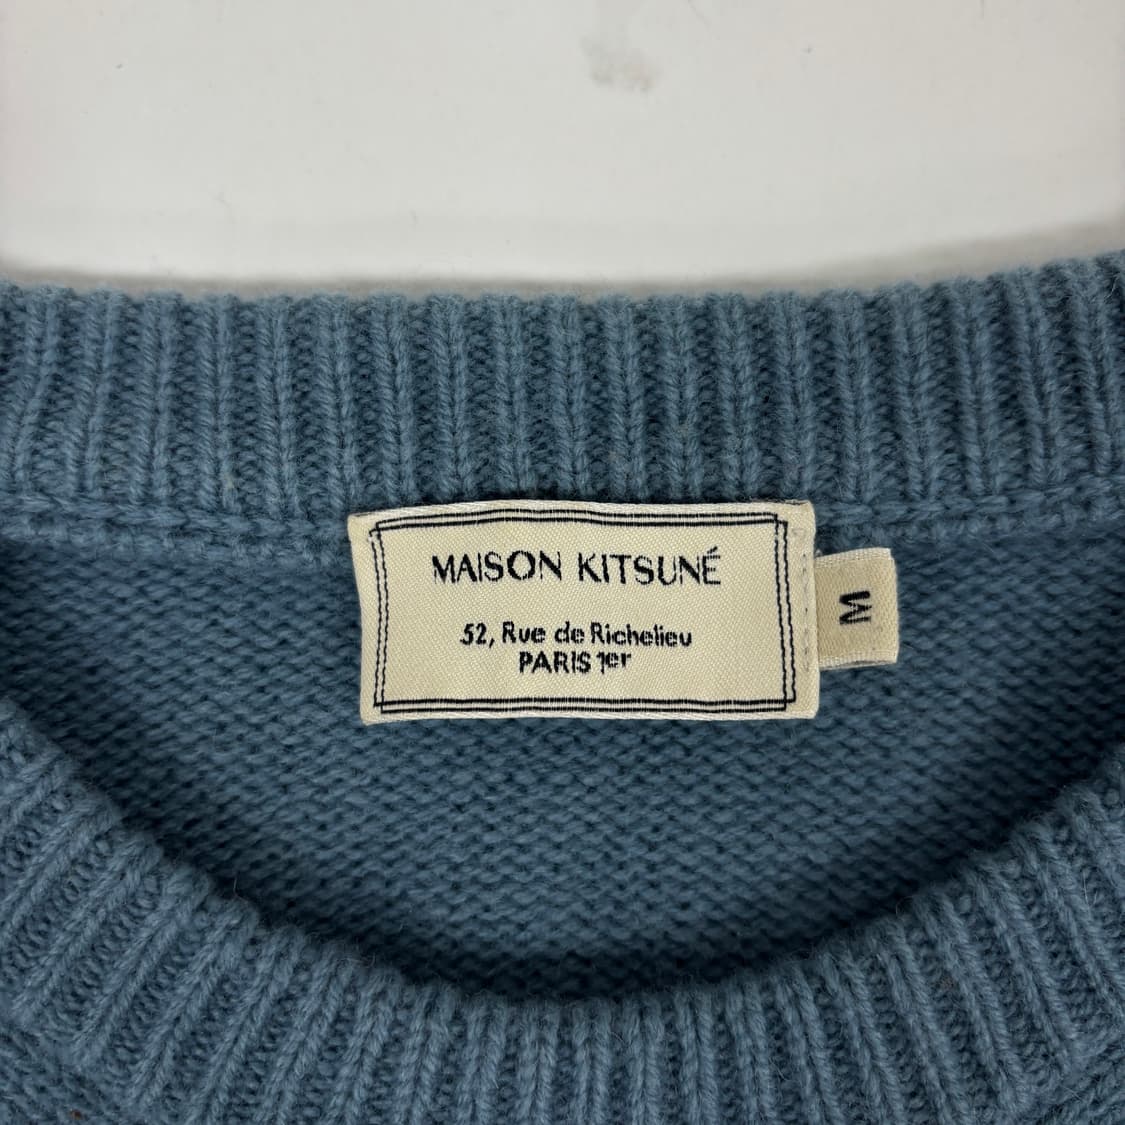 MAISON KITSUNÉ
52, Rue de Richelieu
PARIS 1er
M